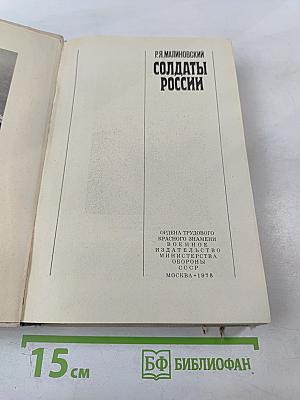 Р.Я.МАЛИНОВСКИЙ
СОЛДАТЫ
РОССИИ
ОРДЕНА ТРУДОВОГО
КРАСНОГО ЗНАМЕНИ
ВОЕННОЕ
ИЗДАТЕЛЬСТВО
МИНИСТЕРСТВА
ОБОРОНЫ
СССР
МОСКВА • 1978
15 см
БФ БИБЛИОФАН